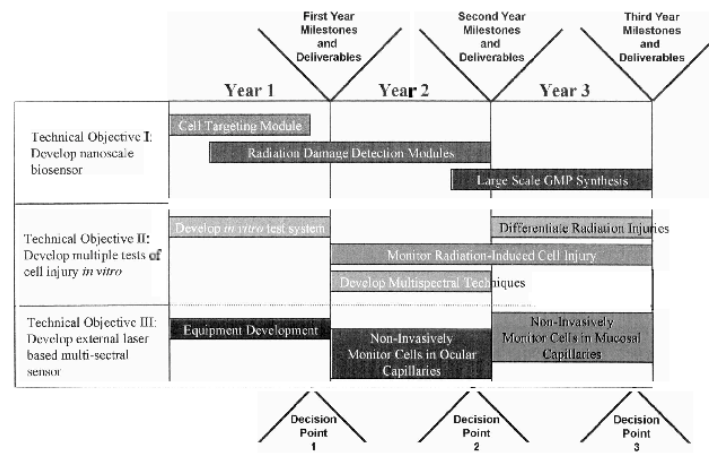 First Year
Milestones
and
Deliverables
Second Year
Milestones
and
Deliverables
Third Year
Milestones
and
Deliverables
Year 1
Year 2
Year 3
Technical Objective I:
Develop nanoscale
biosensor
Cell Targeting Module
Radiation Damage Detection Modules
Large Scale GMP Synthesis
Technical Objective II:
Develop multiple tests of
cell injury in vitro
Develop in vitro test system
Differentiate Radiation Injuries
Monitor Radiation-Induced Cell Injury
Develop Multispectral Techniques
Technical Objective III:
Develop external laser
based multi-sectral
sensor
Equipment Development
Non-Invasively
Monitor Cells in Ocular
Capillaries
Non-Invasively
Monitor Cells in Mucosal
Capillaries
Decision
Point
1
Decision
Point
2
Decision
Point
3